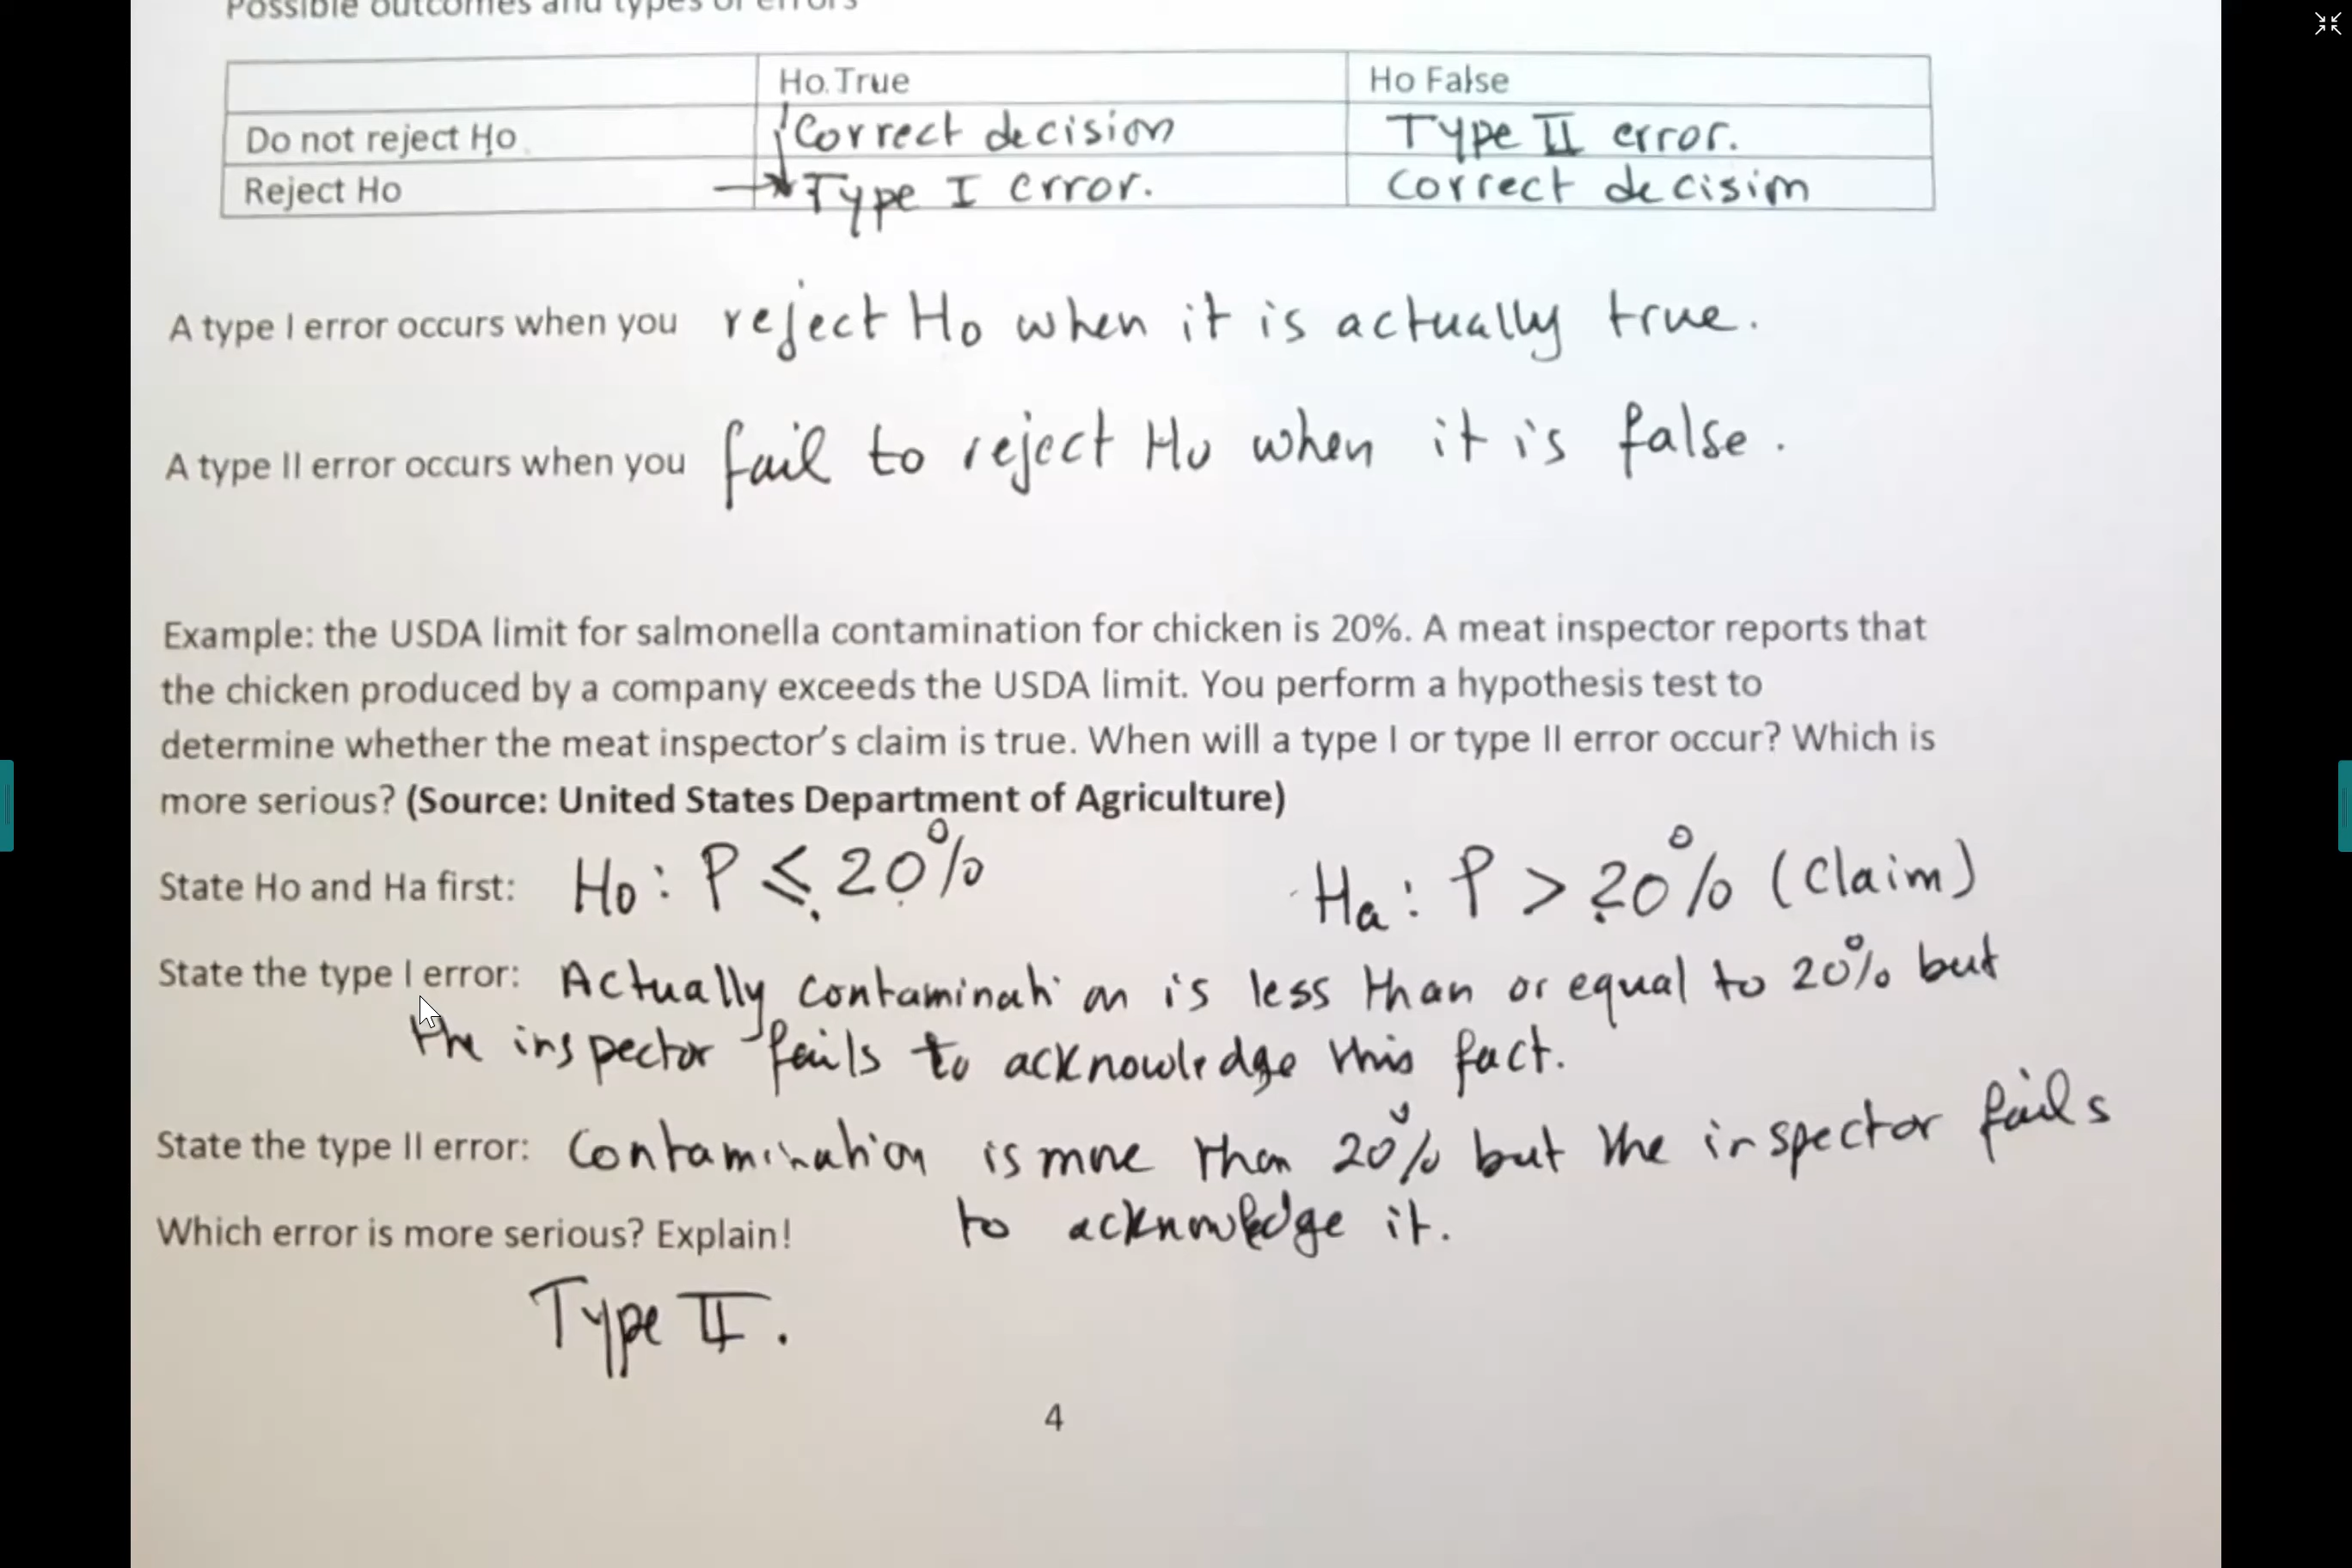 Possible outcomes and types of errors
Ho True
Ho False
Do not reject Ho
Correct decision
Type II error.
Reject Ho
Type I error.
Correct decisim
A type I error occurs when you reject Ho when it is actually true.
A type II error occurs when you fail to reject Ho when it is false.
Example: the USDA limit for salmonella contamination for chicken is 20%. A meat inspector reports that
the chicken produced by a company exceeds the USDA limit. You perform a hypothesis test to
determine whether the meat inspector's claim is true. When will a type I or type II error occur? Which is
more serious? (Source: United States Department of Agriculture)
State Ho and Ha first: Ho: P ≤ 20% Ha: P > 20% (Claim)
State the type I error: Actually contamination is less than or equal to 20% but
the inspector fails to acknowledge this fact.
State the type II error: Contamination is more than 20% but the inspector fails
to acknowledge it.
Which error is more serious? Explain!
Type II.
4